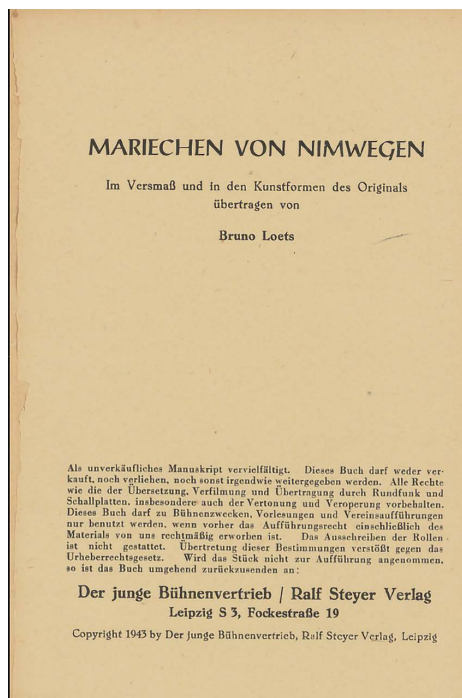 MARIECHEN VON NIMWEGEN
Im Versmaß und in den Kunstformen des Originals
übertragen von
Bruno Loets
Als unverkäufliches Manuskript vervielfältigt. Dieses Buch darf weder ver-
kauft, noch verliehen, noch sonst irgendwie weitergegeben werden. Alle Rechte
wie die der Übersetzung, Verfilmung und Übertragung durch Rundfunk und
Schallplatten, insbesondere auch der Vertonung und Veroperung vorbehalten.
Dieses Buch darf zu Bühnenzwecken, Vorlesungen und Vereinsaufführungen
nur benutzt werden, wenn vorher das Aufführungsrecht einschließlich des
Materials von uns rechtmäßig erworben ist. Das Ausschreiben der Rollen
ist nicht gestattet. Übertretung dieser Bestimmungen verstößt gegen das
Urheberrechtsgesetz. Wird das Stück nicht zur Aufführung angenommen,
so ist das Buch umgehend zurückzusenden an:
Der junge Bühnenvertrieb / Ralf Steyer Verlag
Leipzig S 3, Fockestraße 19
Copyright 1943 by Der junge Bühnenvertrieb, Ralf Steyer Verlag, Leipzig